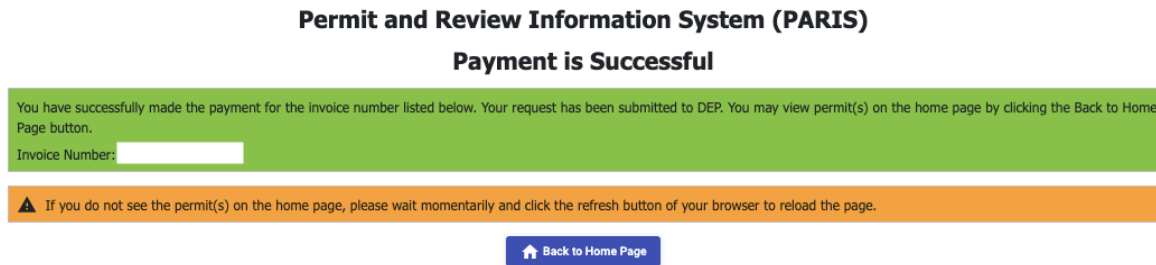 Permit and Review Information System (PARIS)
Payment is Successful
You have successfully made the payment for the invoice number listed below. Your request has been submitted to DEP. You may view permit(s) on the home page by clicking the Back to Home
Page button.
Invoice Number:
If you do not see the permit(s) on the home page, please wait momentarily and click the refresh button of your browser to reload the page.
Back to Home Page